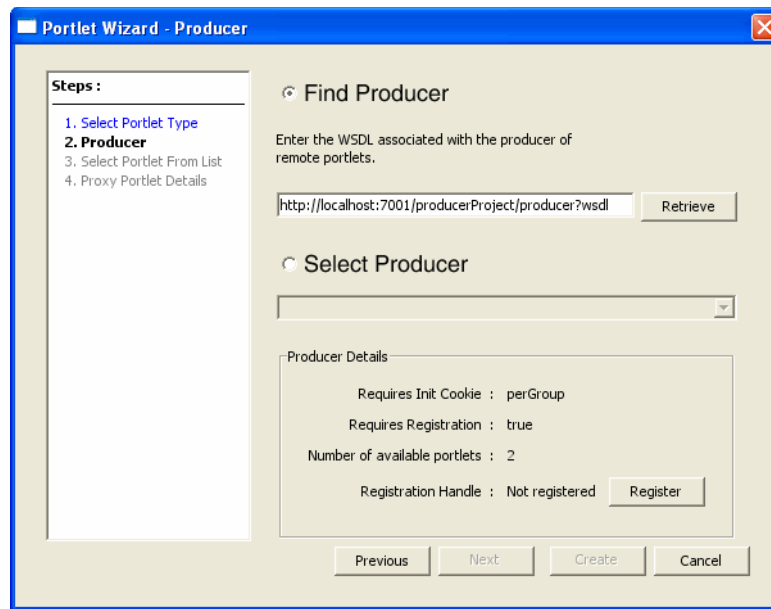 Portlet Wizard - Producer
Steps :
1. Select Portlet Type
2. Producer
3. Select Portlet From List
4. Proxy Portlet Details
Find Producer
Enter the WSDL associated with the producer of
remote portlets.
http://localhost:7001/producerProject/producer?wsdl
Retrieve
Select Producer
Producer Details
Requires Init Cookie : perGroup
Requires Registration : true
Number of available portlets : 2
Registration Handle : Not registered
Register
Previous
Next
Create
Cancel